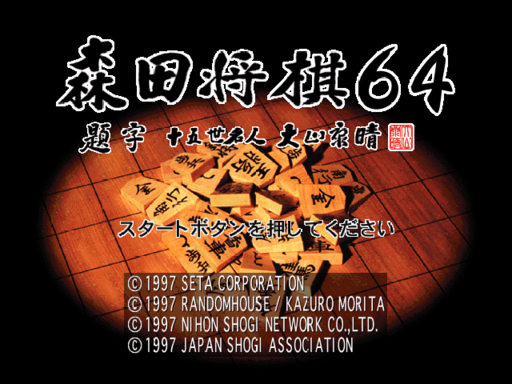 森田将棋64
題字 十五世名人 大山康晴
スタートボタンを押してください
©1997 SETA CORPORATION
©1997 RANDOMHOUSE / KAZURO MORITA
©1997 NIHON SHOGI NETWORK CO.,LTD.
©1997 JAPAN SHOGI ASSOCIATION